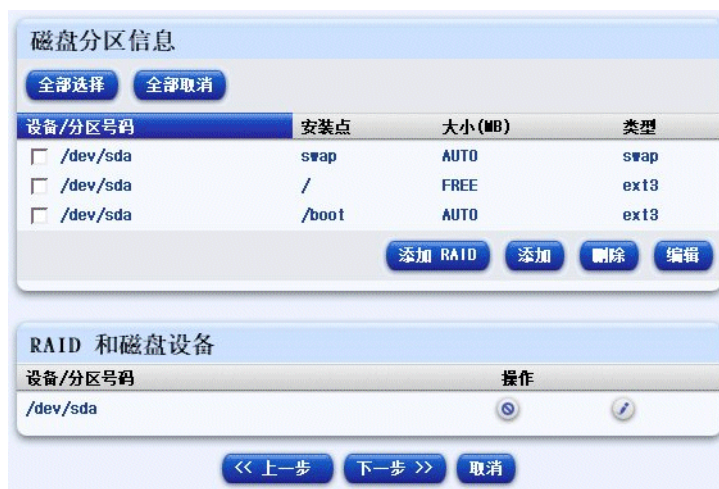 磁盘分区信息
全部选择 全部取消
设备/分区号码 安装点 大小(MB) 类型
/dev/sda swap AUTO swap
/dev/sda / FREE ext3
/dev/sda /boot AUTO ext3
添加 RAID 添加 删除 编辑
RAID 和磁盘设备
设备/分区号码 操作
/dev/sda
<< 上一步 下一步 >> 取消